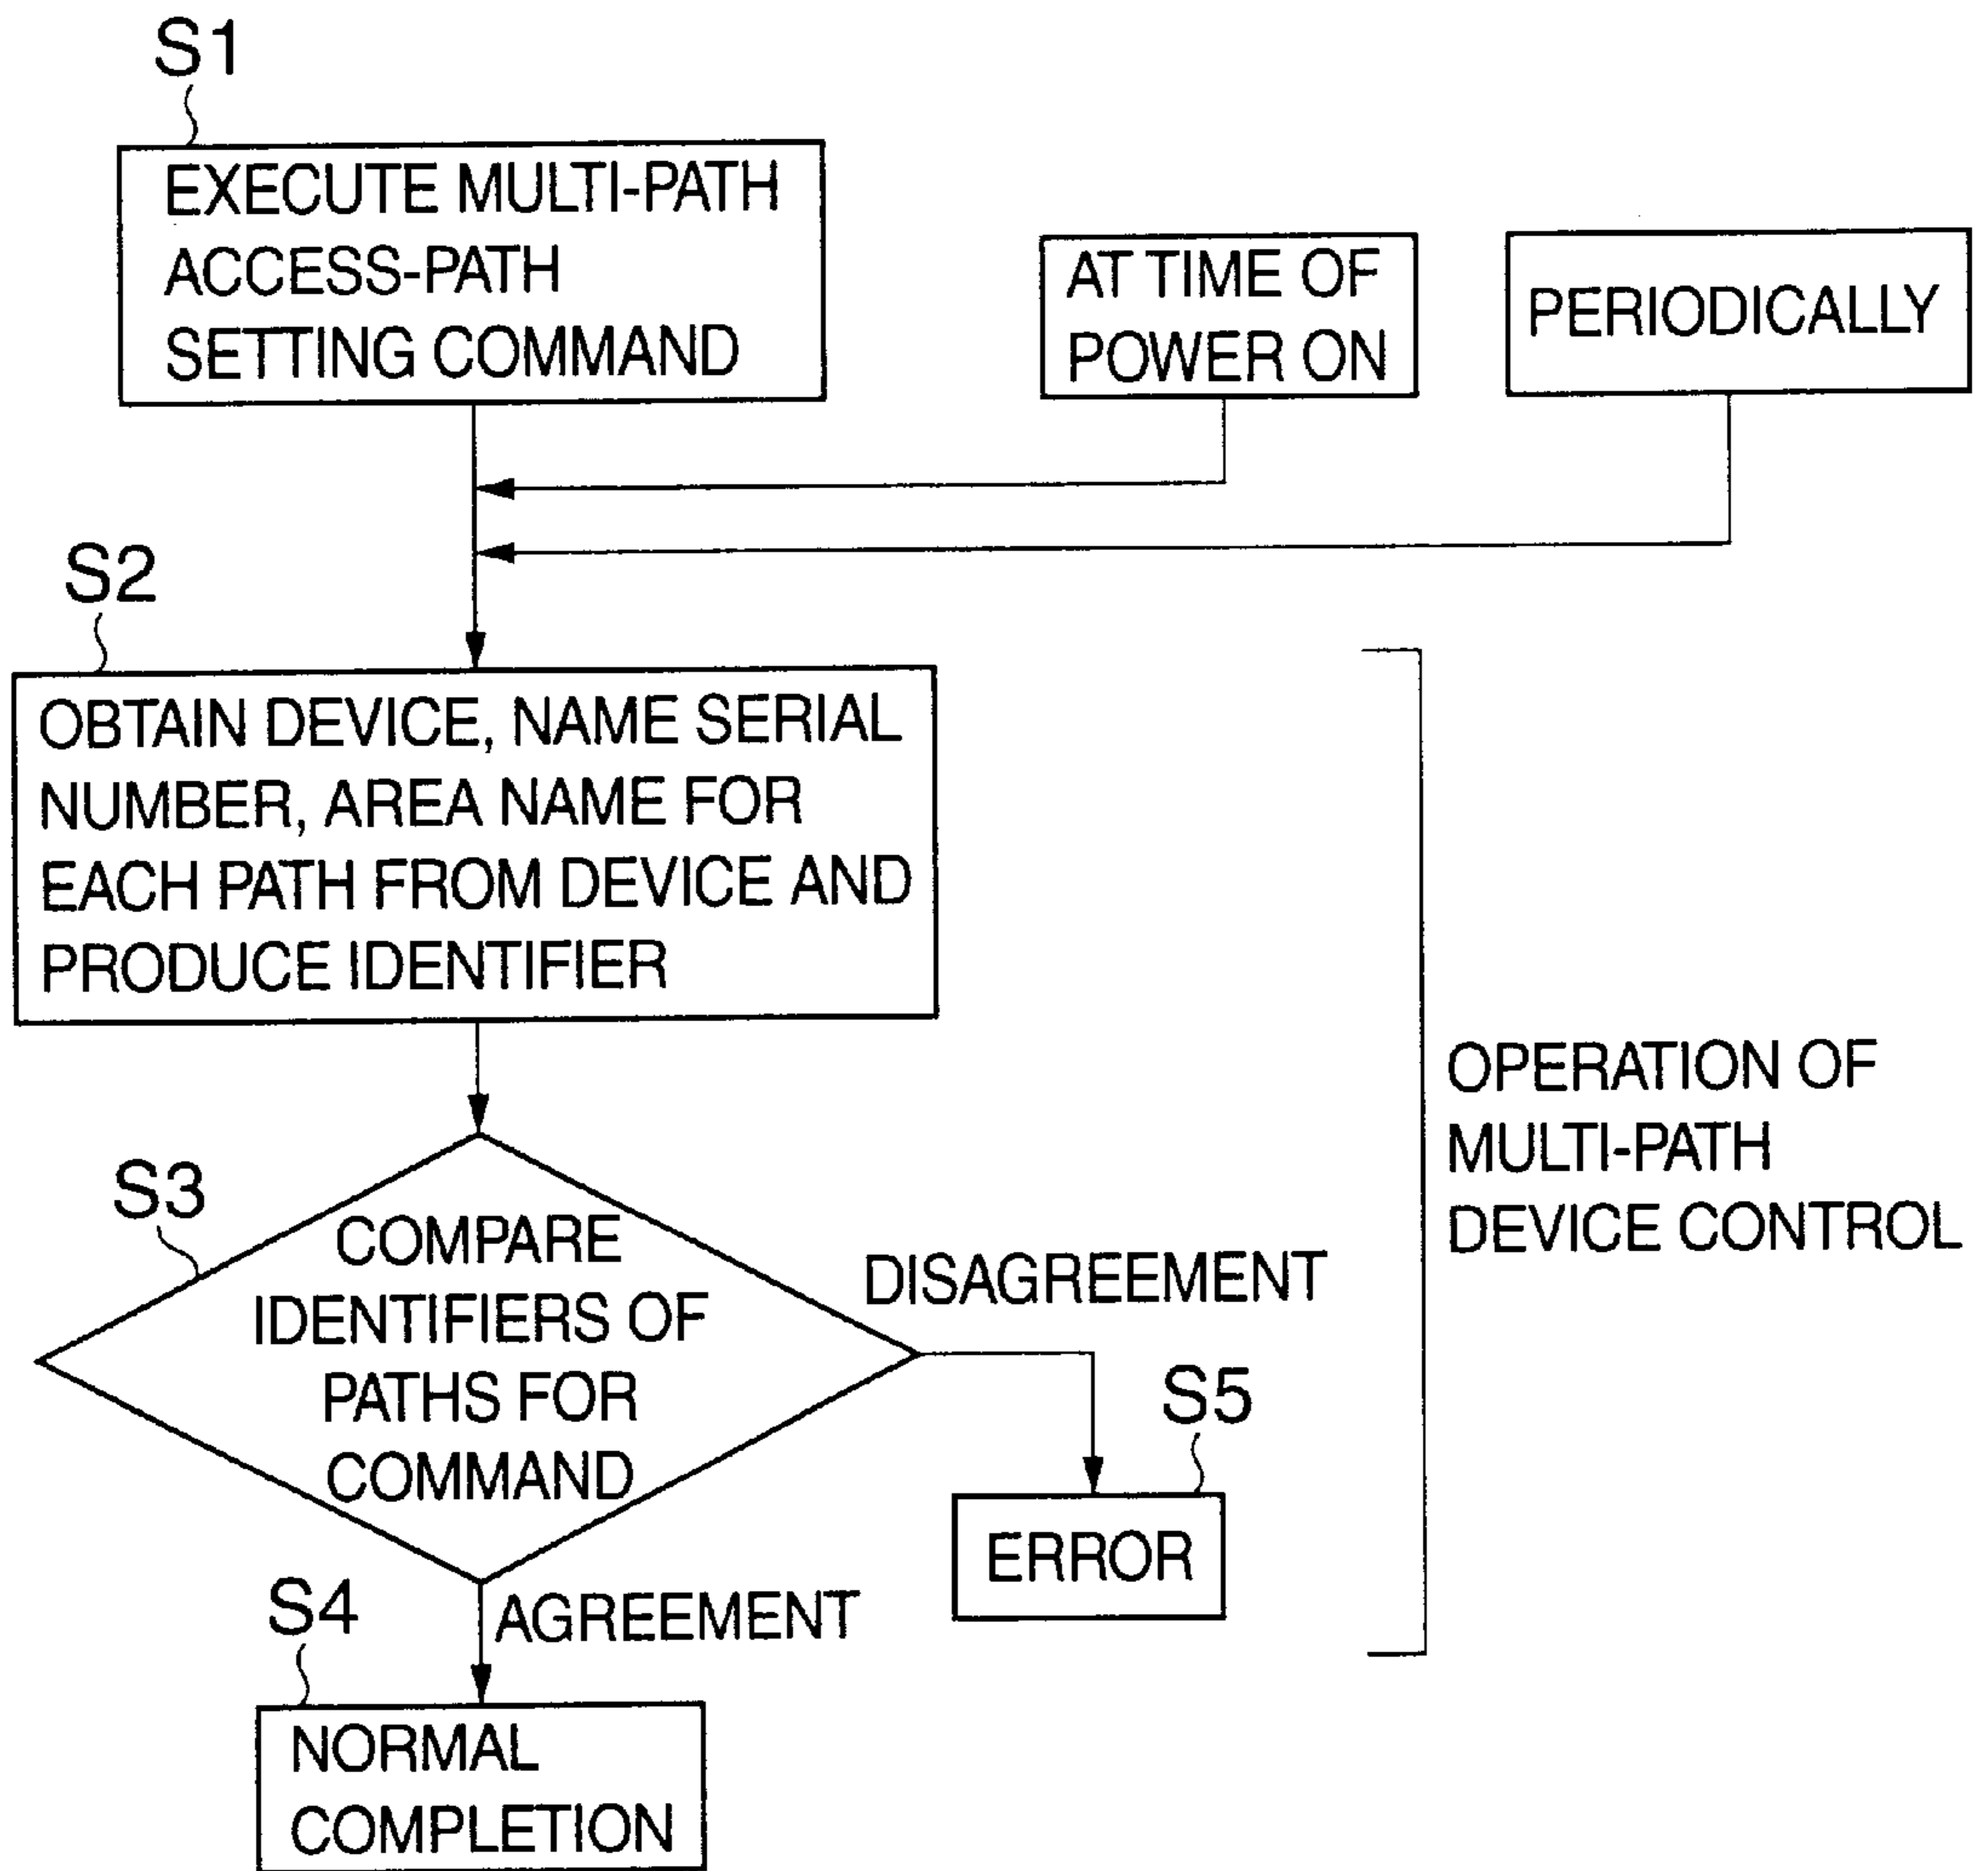 S1
EXECUTE MULTI-PATH
ACCESS-PATH
SETTING COMMAND
AT TIME OF
POWER ON
PERIODICALLY
S2
OBTAIN DEVICE, NAME SERIAL
NUMBER, AREA NAME FOR
EACH PATH FROM DEVICE AND
PRODUCE IDENTIFIER
OPERATION OF
MULTI-PATH
DEVICE CONTROL
S3
COMPARE
IDENTIFIERS OF
PATHS FOR
COMMAND
DISAGREEMENT
S5
ERROR
AGREEMENT
S4
NORMAL
COMPLETION